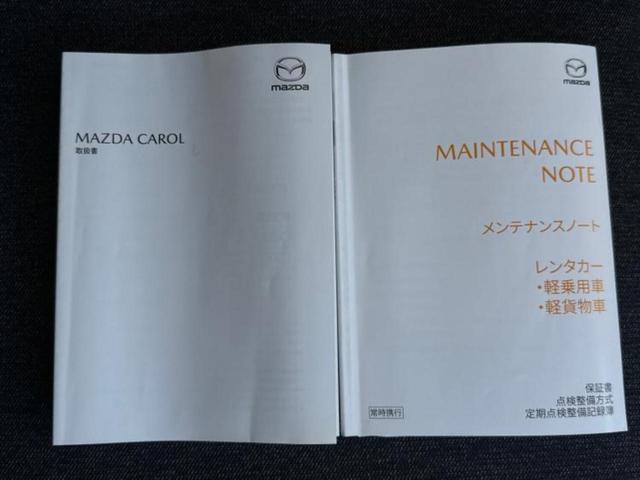 mazda
MAZDA CAROL
取扱書
mazda
MAINTENANCE
NOTE
メンテナンスノート
レンタカー
・軽乗用車
・軽貨物車
保証書
点検整備方式
定期点検整備記録簿
常時携行